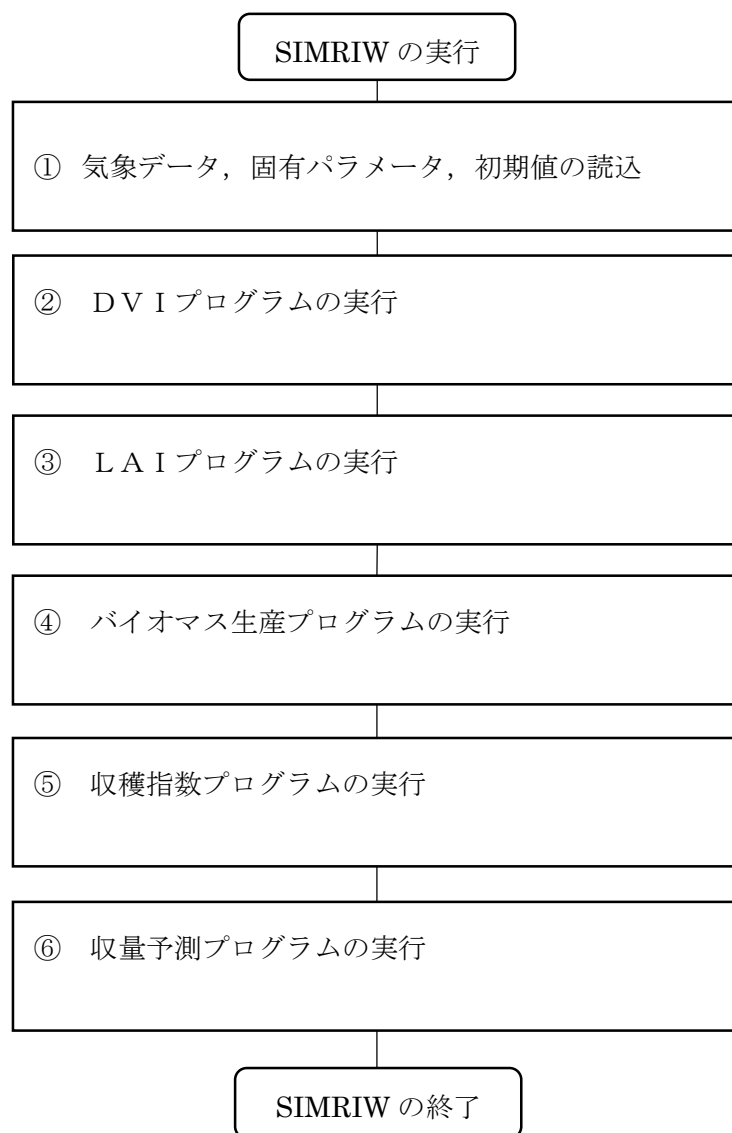 SIMRIW の実行
① 気象データ，固有パラメータ，初期値の読込
② ＤＶＩプログラムの実行
③ ＬＡＩプログラムの実行
④ バイオマス生産プログラムの実行
⑤ 収穫指数プログラムの実行
⑥ 収量予測プログラムの実行
SIMRIW の終了